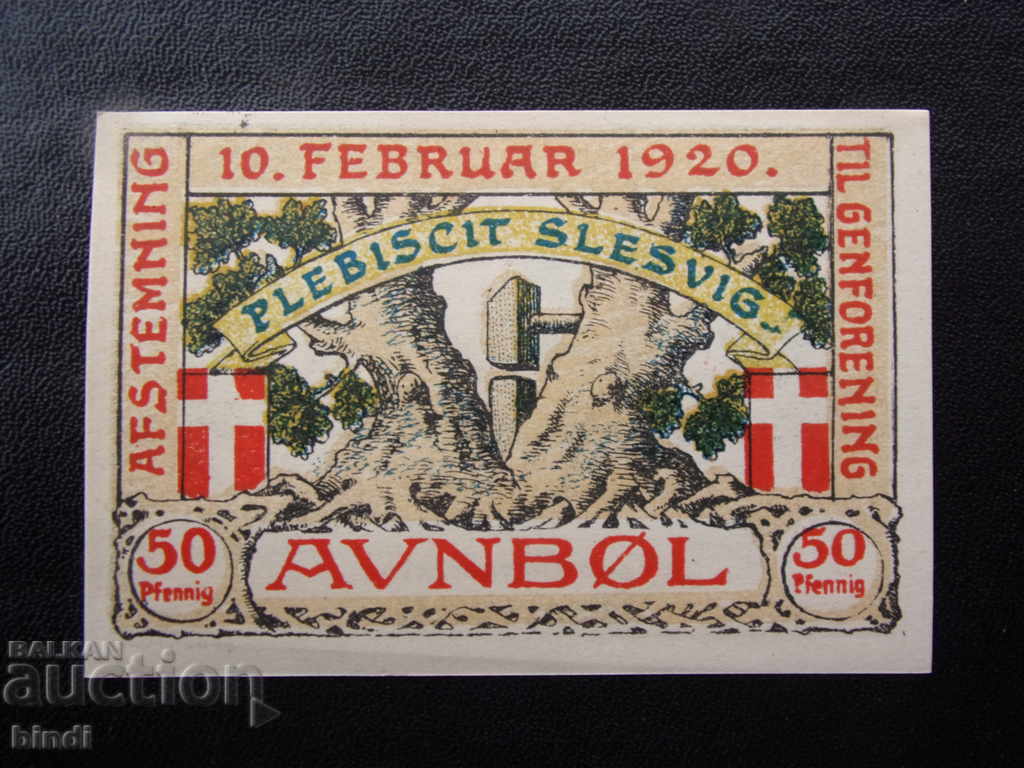 10. FEBRUAR 1920.
AFSTEMNING
TIL GENFORENING
PLEBISCIT SLESVIG
50
Pfennig
AVNBØL
50
Pfennig
BALKAN
auction
bindi